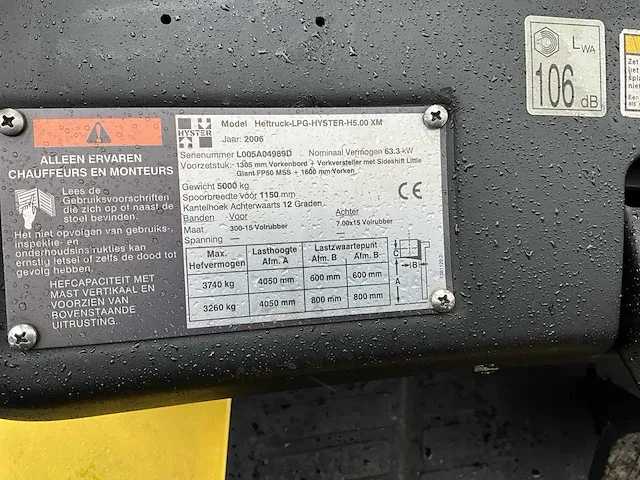 ALLEEN ERVAREN
CHAUFFEURS EN MONTEURS
Lees de
Gebruiksvoorschriften
die zich op of naast de
stoel bevinden.
Het niet opvolgen van gebruiks-
inspektie- en
onderhoudsinstrukties kan
ernstig letsel of zelfs de dood tot
gevolg hebben.
HEFCAPACITEIT MET
MAST VERTIKAAL EN
VOORZIEN VAN
BOVENSTAANDE
UITRUSTING.
HYSTER
Model Heftruck-LPG-HYSTER-H5.00 XM
Jaar: 2006
Serienummer L005A04989D Nominaal Vermogen 63.3-kW
Voorzetstuk: 1305 mm Vorkenbord + Vorkversteller met Sideshift Little
Giant FP50 MSS + 1600 mm Vorken
Gewicht 5000 kg
Spoorbreedte vóór 1150 mm
Kantelhoek Achterwaarts 12 Graden
CE
Banden Voor Achter
Maat 300-15 Volrubber 7.00x15 Volrubber
Spanning — —
Max. Hefvermogen Lasthoogte Afm. A Lastzwaartepunt Afm. B Afm. B
3740 kg 4050 mm 600 mm 600 mm
3260 kg 4050 mm 800 mm 800 mm
C
B
A
LWA
106 dB
Zet
het